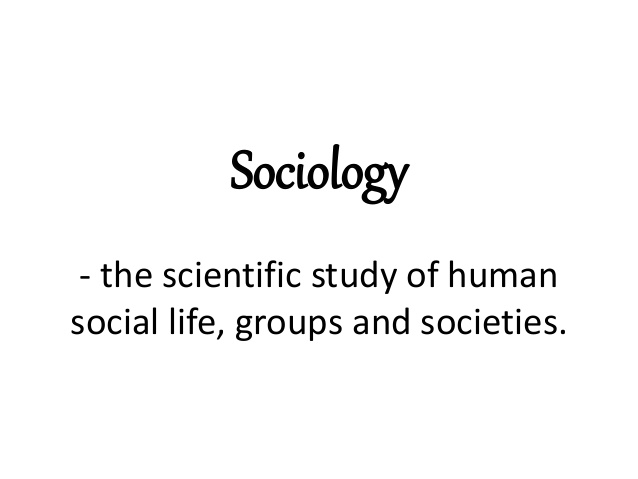 Sociology
- the scientific study of human
social life, groups and societies.